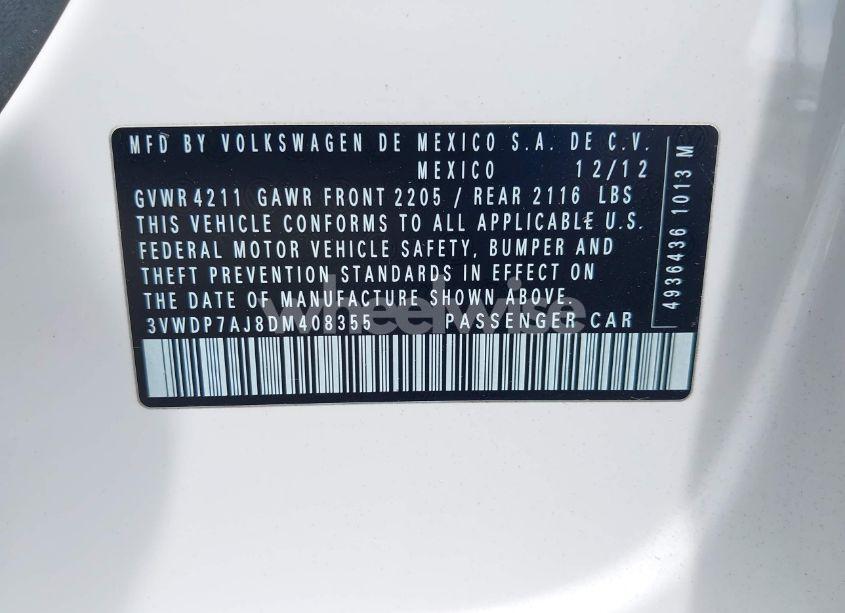 MFD BY VOLKSWAGEN DE MEXICO S.A. DE C.V.
MEXICO 12/12
GVWR 4211 GAWR FRONT 2205 / REAR 2116 LBS
THIS VEHICLE CONFORMS TO ALL APPLICABLE U.S.
FEDERAL MOTOR VEHICLE SAFETY, BUMPER AND
THEFT PREVENTION STANDARDS IN EFFECT ON
THE DATE OF MANUFACTURE SHOWN ABOVE.
3VWDP7AJ8DM408355 PASSENGER CAR
4936436 1013 M
wheelwise